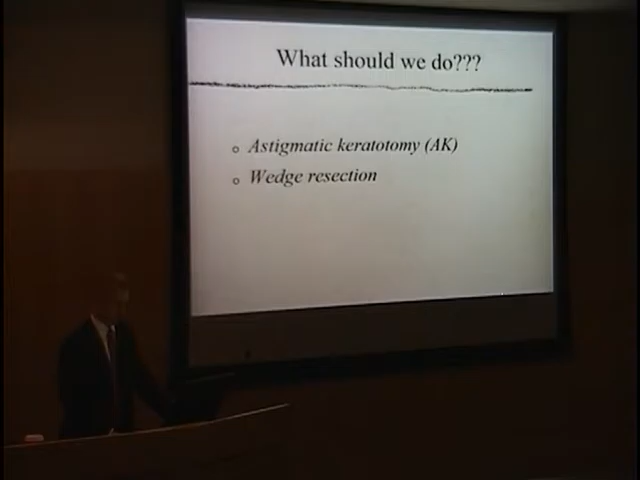 What should we do???
Astigmatic keratotomy (AK)
Wedge resection